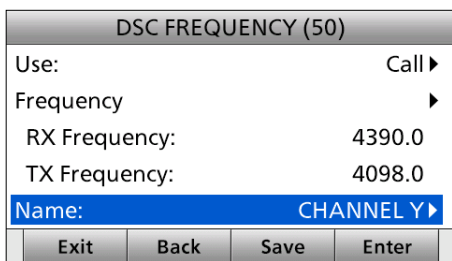 DSC FREQUENCY (50)
Use: Call
Frequency
RX Frequency: 4390.0
TX Frequency: 4098.0
Name: CHANNEL Y
Exit Back Save Enter